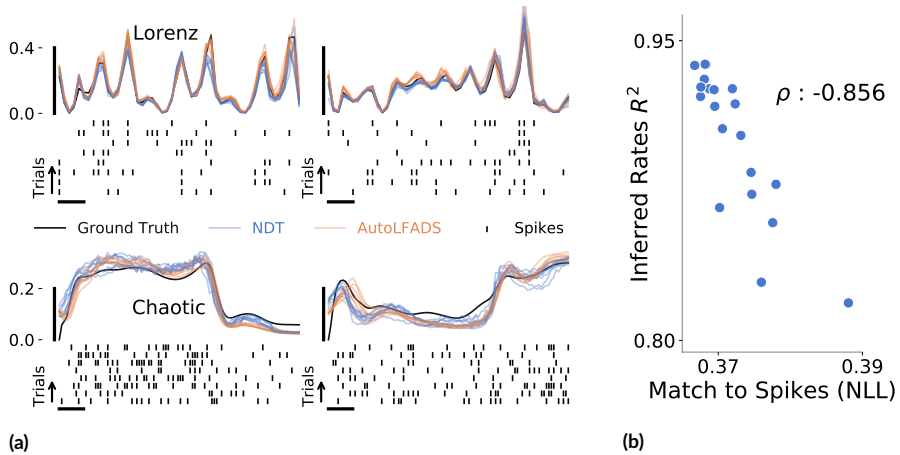 Lorenz
0.4
0.0
Trials
Trials
Ground Truth NDT AutoLFADS Spikes
0.2
0.0
Chaotic
Trials
Trials
(a)
0.95
0.80
Inferred Rates R²
ρ : -0.856
0.37 0.39
Match to Spikes (NLL)
(b)